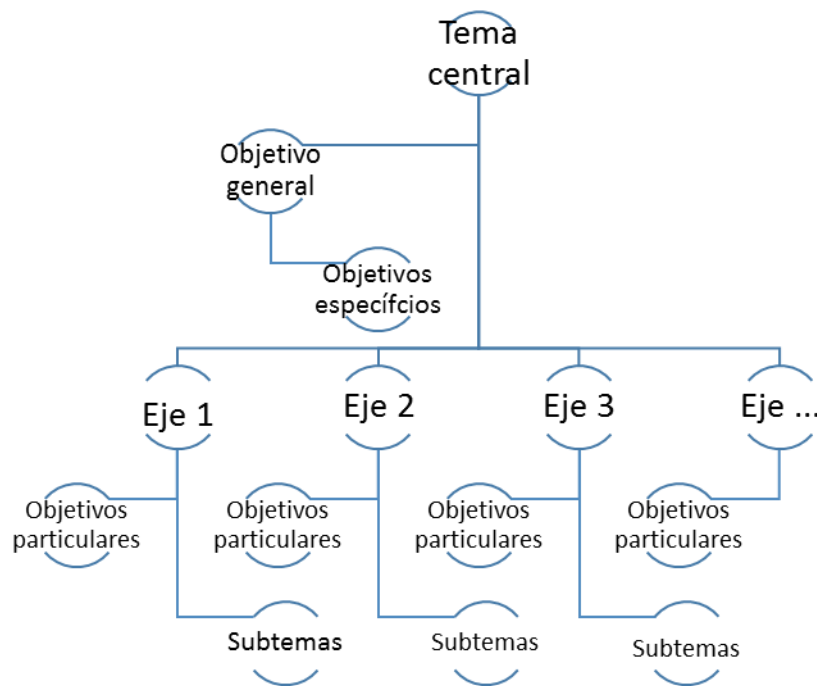 Tema
central
Objetivo
general
Objetivos
específcios
Eje 1
Eje 2
Eje 3
Eje ...
Objetivos
particulares
Objetivos
particulares
Objetivos
particulares
Objetivos
particulares
Subtemas
Subtemas
Subtemas